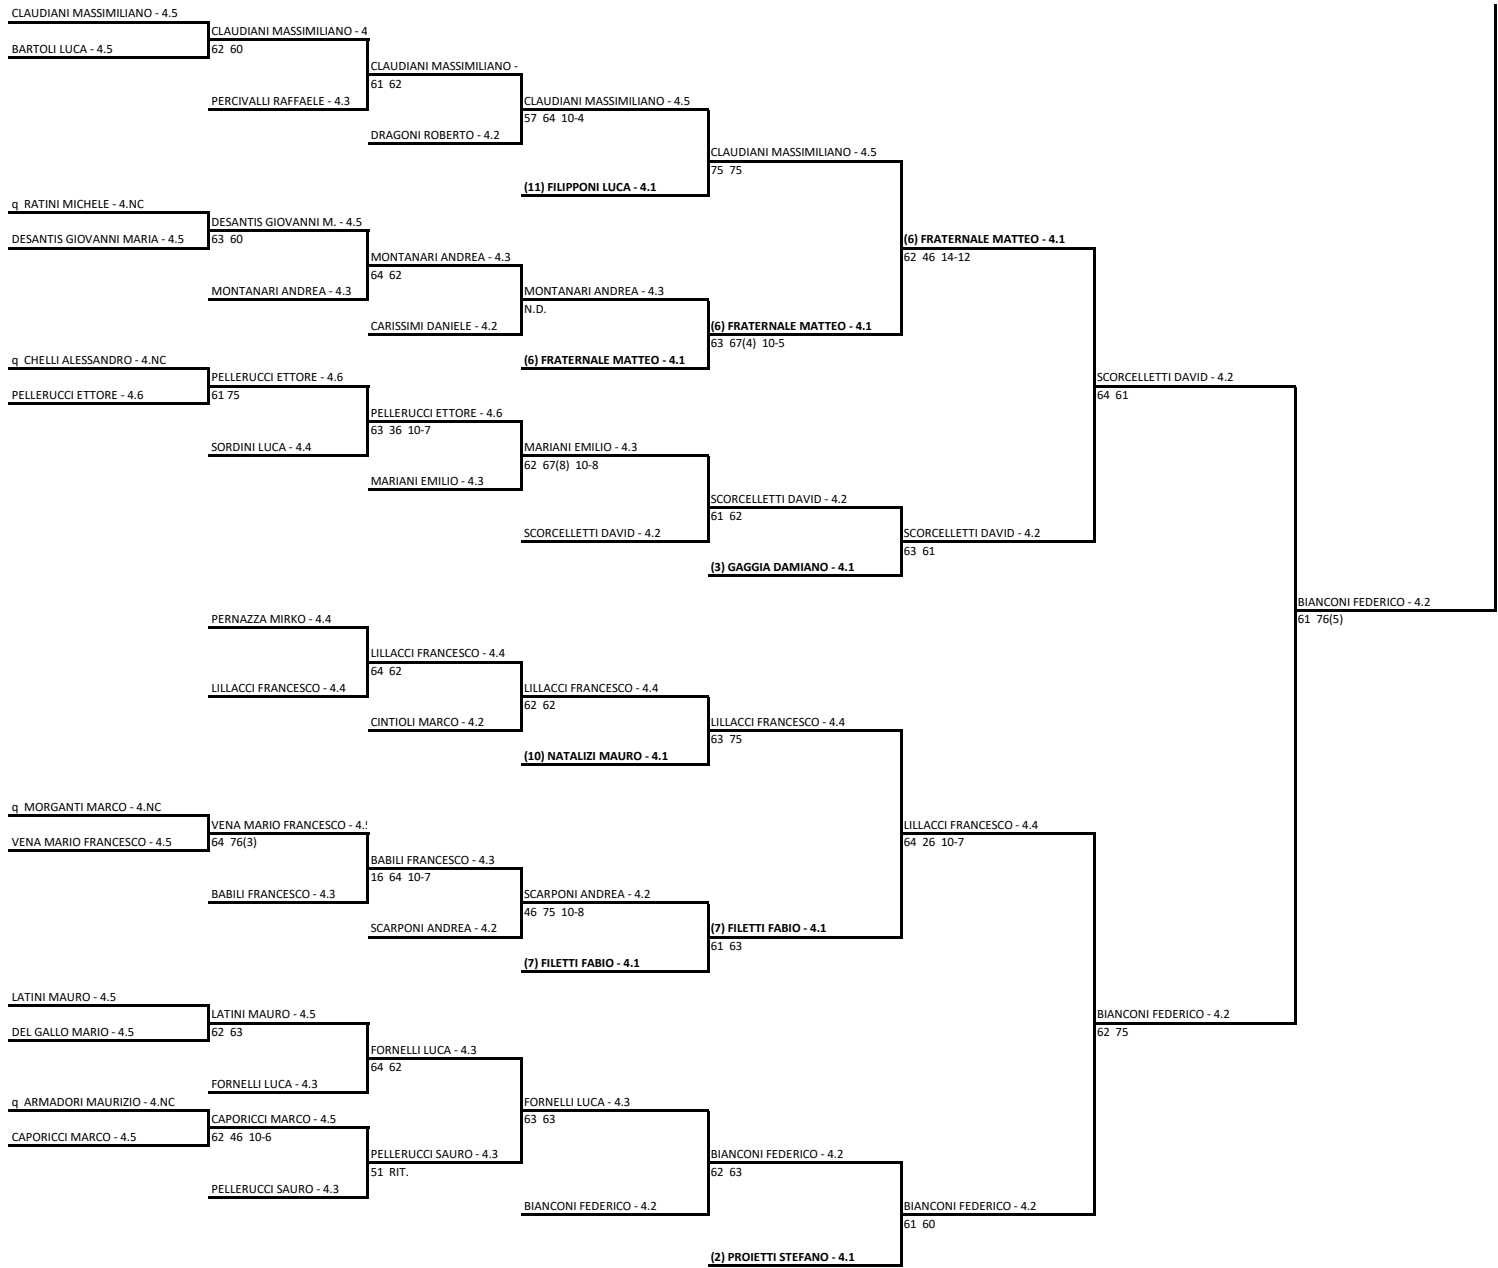 CLAUDIANI MASSIMILIANO - 4.5
CLAUDIANI MASSIMILIANO - 4
BARTOLI LUCA - 4.5
62 60
CLAUDIANI MASSIMILIANO -
61 62
PERCIVALLI RAFFAELE - 4.3
CLAUDIANI MASSIMILIANO - 4.5
57 64 10-4
DRAGONI ROBERTO - 4.2
CLAUDIANI MASSIMILIANO - 4.5
75 75
(11) FILIPPONI LUCA - 4.1
q RATINI MICHELE - 4.NC
DESANTIS GIOVANNI M. - 4.5
DESANTIS GIOVANNI MARIA - 4.5
63 60
(6) FRATERNALE MATTEO - 4.1
62 46 14-12
MONTANARI ANDREA - 4.3
64 62
MONTANARI ANDREA - 4.3
MONTANARI ANDREA - 4.3
N.D.
CARISSIMI DANIELE - 4.2
(6) FRATERNALE MATTEO - 4.1
63 67(4) 10-5
q CHELLI ALESSANDRO - 4.NC
(6) FRATERNALE MATTEO - 4.1
PELLERUCCI ETTORE - 4.6
SCORCELLETTI DAVID - 4.2
PELLERUCCI ETTORE - 4.6
61 75
64 61
PELLERUCCI ETTORE - 4.6
63 36 10-7
SORDINI LUCA - 4.4
MARIANI EMILIO - 4.3
62 67(8) 10-8
MARIANI EMILIO - 4.3
SCORCELLETTI DAVID - 4.2
61 62
SCORCELLETTI DAVID - 4.2
SCORCELLETTI DAVID - 4.2
63 61
(3) GAGGIA DAMIANO - 4.1
BIANCONI FEDERICO - 4.2
61 76(5)
PERNAZZA MIRKO - 4.4
LILLACCI FRANCESCO - 4.4
64 62
LILLACCI FRANCESCO - 4.4
LILLACCI FRANCESCO - 4.4
62 62
CINTIOLI MARCO - 4.2
LILLACCI FRANCESCO - 4.4
63 75
(10) NATALIZI MAURO - 4.1
q MORGANTI MARCO - 4.NC
VENA MARIO FRANCESCO - 4.5
LILLACCI FRANCESCO - 4.4
VENA MARIO FRANCESCO - 4.5
64 76(3)
64 26 10-7
BABILI FRANCESCO - 4.3
16 64 10-7
BABILI FRANCESCO - 4.3
SCARPONI ANDREA - 4.2
46 75 10-8
SCARPONI ANDREA - 4.2
(7) FILETTI FABIO - 4.1
61 63
(7) FILETTI FABIO - 4.1
LATINI MAURO - 4.5
LATINI MAURO - 4.5
BIANCONI FEDERICO - 4.2
DEL GALLO MARIO - 4.5
62 63
62 75
FORNELLI LUCA - 4.3
64 62
FORNELLI LUCA - 4.3
q ARMADORI MAURIZIO - 4.NC
FORNELLI LUCA - 4.3
CAPORICCI MARCO - 4.5
63 63
CAPORICCI MARCO - 4.5
62 46 10-6
PELLERUCCI SAURO - 4.3
BIANCONI FEDERICO - 4.2
51 RIT.
62 63
PELLERUCCI SAURO - 4.3
BIANCONI FEDERICO - 4.2
BIANCONI FEDERICO - 4.2
61 60
(2) PROIETTI STEFANO - 4.1